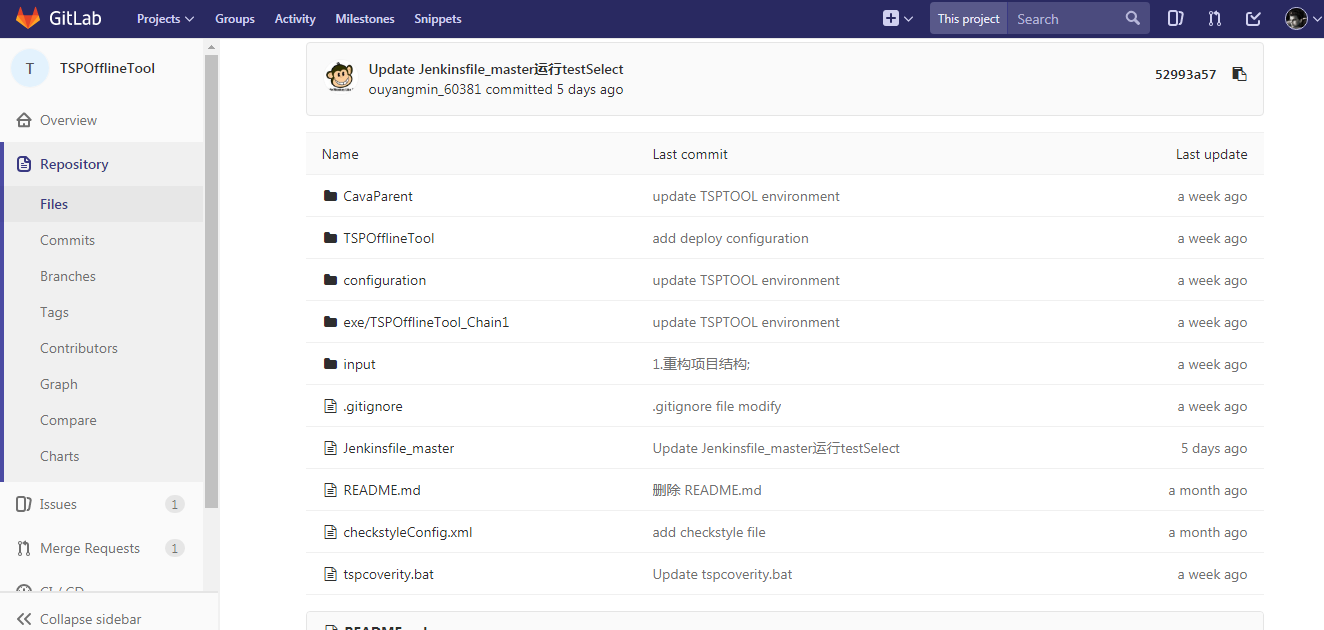 GitLab Projects Groups Activity Milestones Snippets This project Search
T TSPOfflineTool
Overview
Repository
Files
Commits
Branches
Tags
Contributors
Graph
Compare
Charts
Issues 1
Merge Requests 1
CI / CD
Collapse sidebar
Update Jenkinsfile_master运行testSelect
ouyangmin_60381 committed 5 days ago
52993a57
Name Last commit Last update
CavaParent update TSPTOOL environment a week ago
TSPOfflineTool add deploy configuration a week ago
configuration update TSPTOOL environment a week ago
exe/TSPOfflineTool_Chain1 update TSPTOOL environment a week ago
input 1.重构项目结构; a week ago
.gitignore .gitignore file modify a week ago
Jenkinsfile_master Update Jenkinsfile_master运行testSelect 5 days ago
README.md 删除 README.md a month ago
checkstyleConfig.xml add checkstyle file a month ago
tspcoverity.bat Update tspcoverity.bat a week ago
README.md